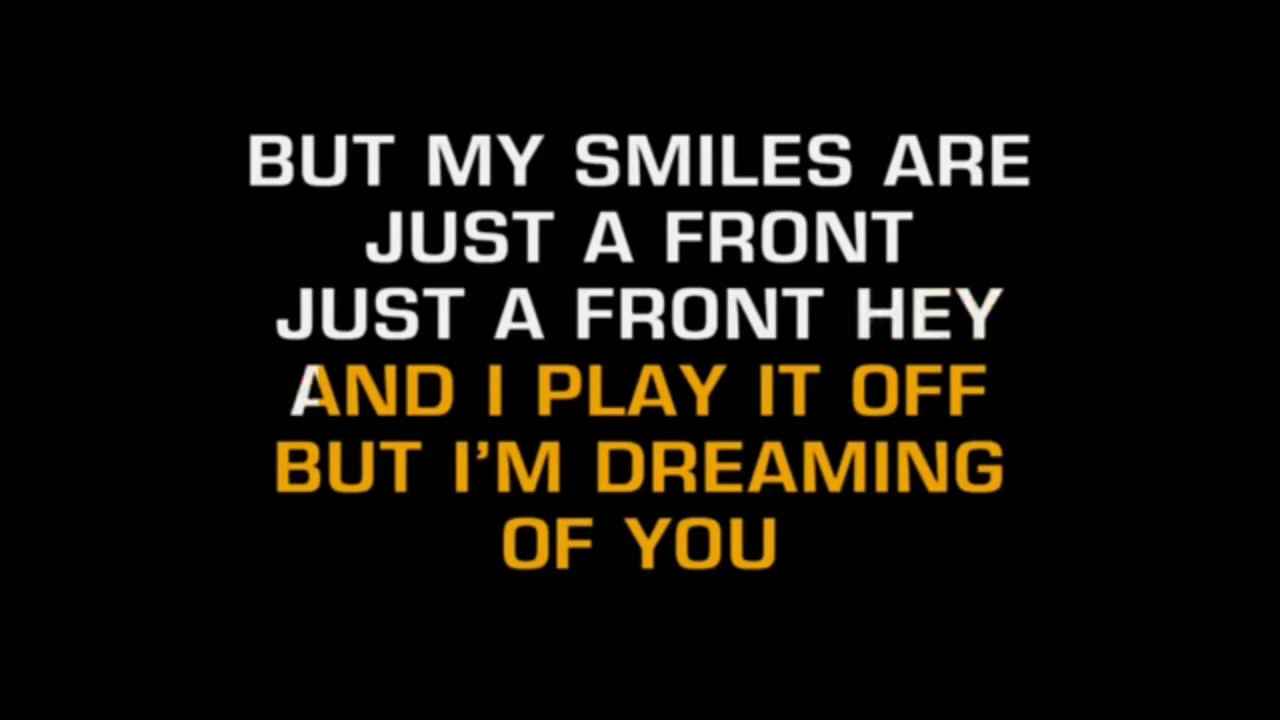 BUT MY SMILES ARE
JUST A FRONT
JUST A FRONT HEY
AND I PLAY IT OFF
BUT I'M DREAMING
OF YOU